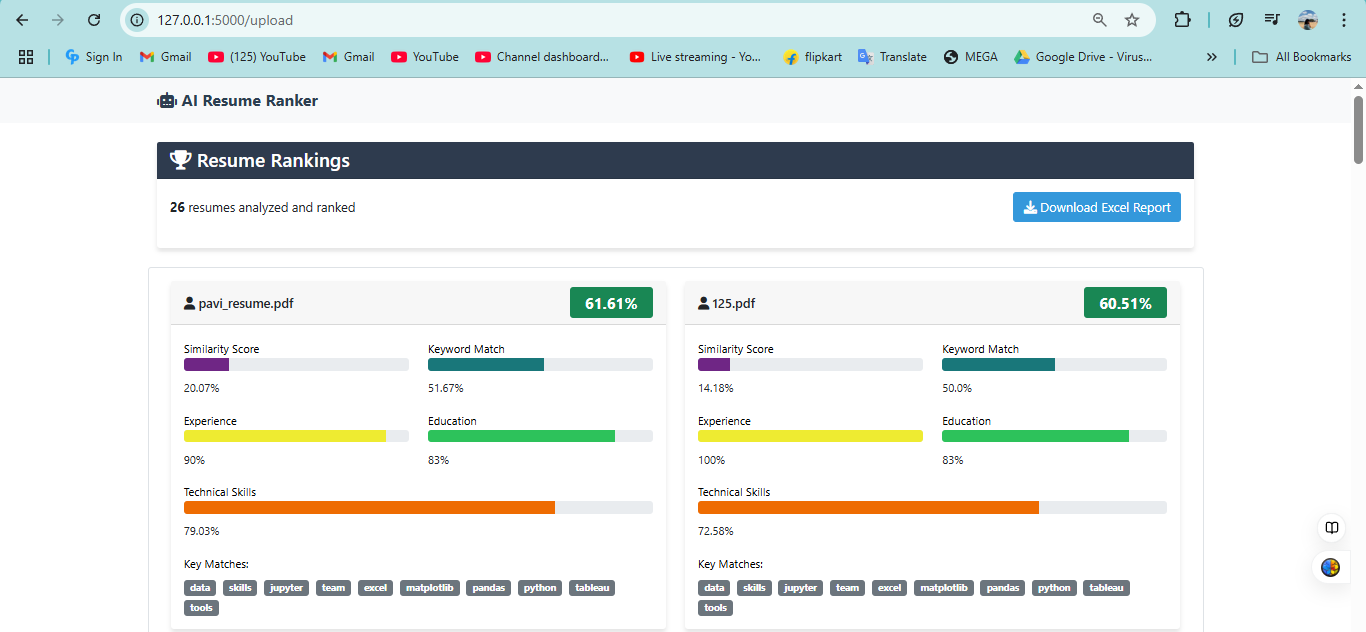 127.0.0.1:5000/upload
Sign In Gmail (125) YouTube Gmail YouTube Channel dashboard... Live streaming - Yo... flipkart Translate MEGA Google Drive - Virus... » All Bookmarks
AI Resume Ranker
Resume Rankings
26 resumes analyzed and ranked
Download Excel Report
pavi_resume.pdf 61.61%
Similarity Score Keyword Match
20.07% 51.67%
Experience Education
90% 83%
Technical Skills
79.03%
Key Matches:
data skills jupyter team excel matplotlib pandas python tableau
tools
125.pdf 60.51%
Similarity Score Keyword Match
14.18% 50.0%
Experience Education
100% 83%
Technical Skills
72.58%
Key Matches:
data skills jupyter team excel matplotlib pandas python tableau
tools